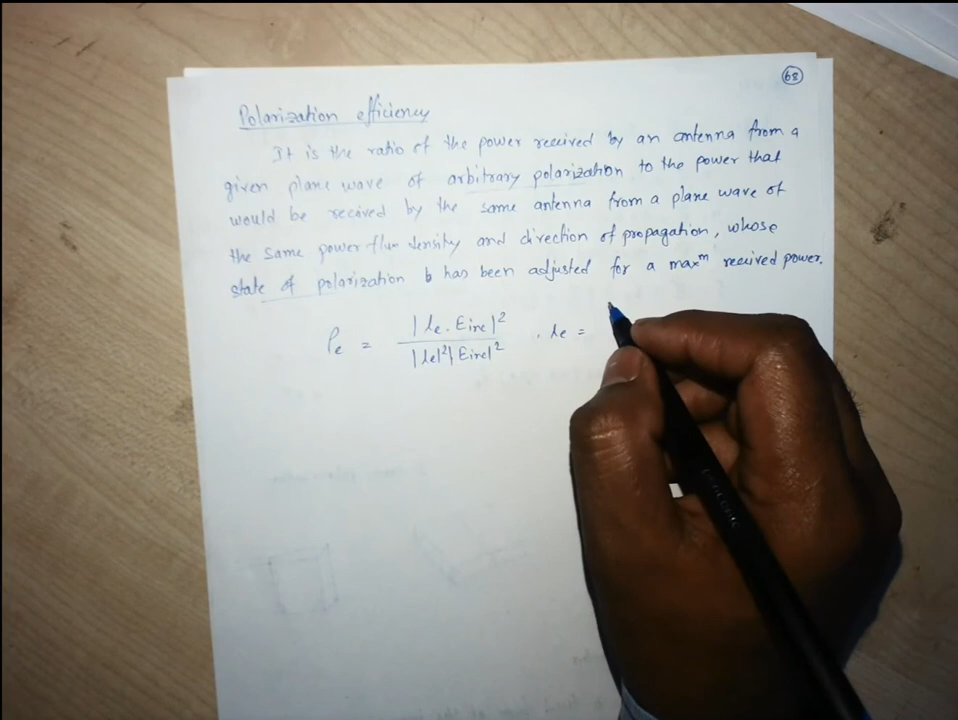 68
Polarization efficiency
It is the ratio of the power received by an antenna from a
given plane wave of arbitrary polarization to the power that
would be recived by the same antenna from a plane wave of
the same power flux density and direction of propagation, whose
state of polarization b has been adjusted for a maxᵐ received power.
Pe = |le . Einc|² / |le|²|Einc|² . le =